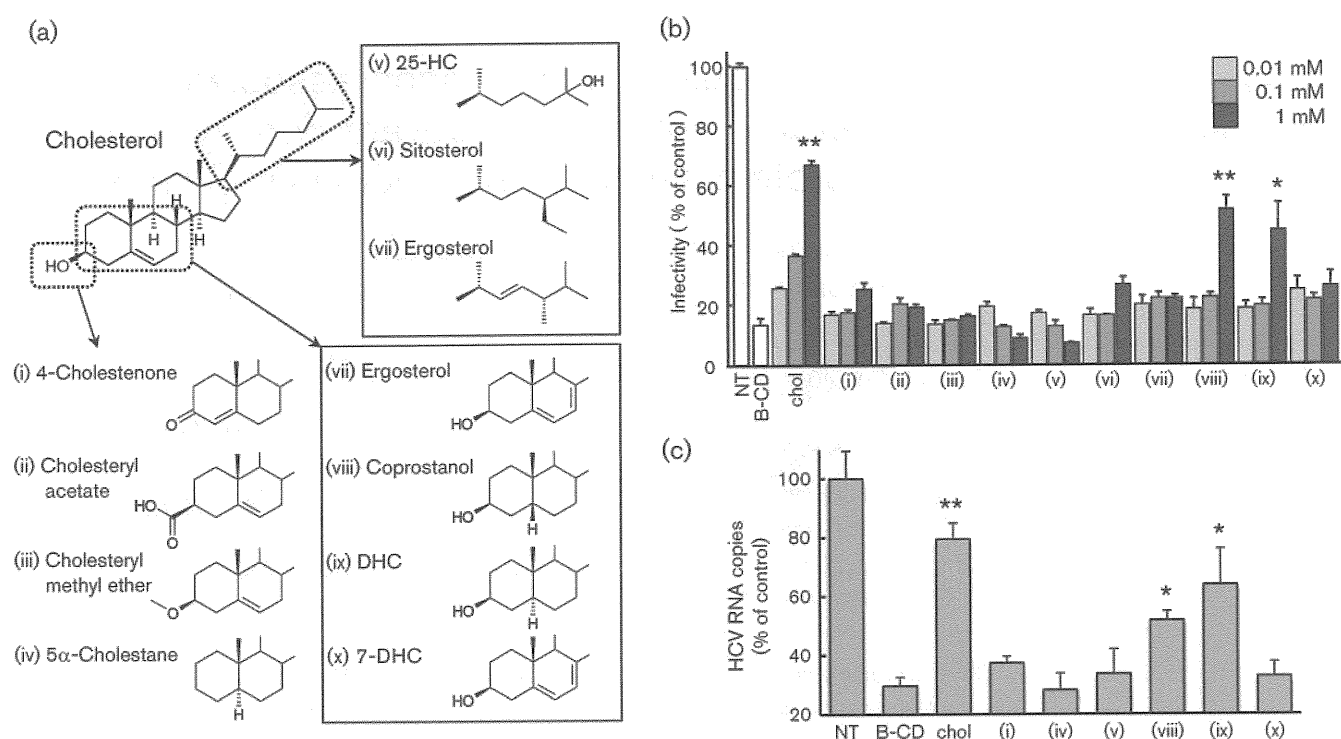 (a)
Cholesterol
HO
H
H
H
(v) 25-HC
OH
(vi) Sitosterol
(vii) Ergosterol
(i) 4-Cholestenone
O
(ii) Cholesteryl
acetate
HO
O
(iii) Cholesteryl
methyl ether
O
(iv) 5α-Cholestane
H
(vii) Ergosterol
HO
(viii) Coprostanol
HO
H
(ix) DHC
HO
H
(x) 7-DHC
HO
(b)
Infectivity (% of control)
100
80
60
40
20
0
0.01 mM
0.1 mM
1 mM
**
**
*
NT
B-CD
chol
(i)
(ii)
(iii)
(iv)
(v)
(vi)
(vii)
(viii)
(ix)
(x)
(c)
HCV RNA copies
(% of control)
100
80
60
40
20
**
*
*
NT
B-CD
chol
(i)
(iv)
(v)
(viii)
(ix)
(x)